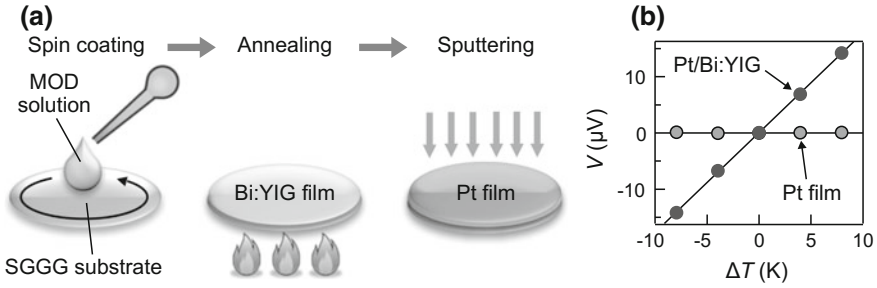 (a)
Spin coating
Annealing
Sputtering
MOD
solution
Bi:YIG film
Pt film
SGGG substrate
(b)
Pt/Bi:YIG
Pt film
V (μV)
10
0
-10
-10
-5
0
5
10
ΔT (K)